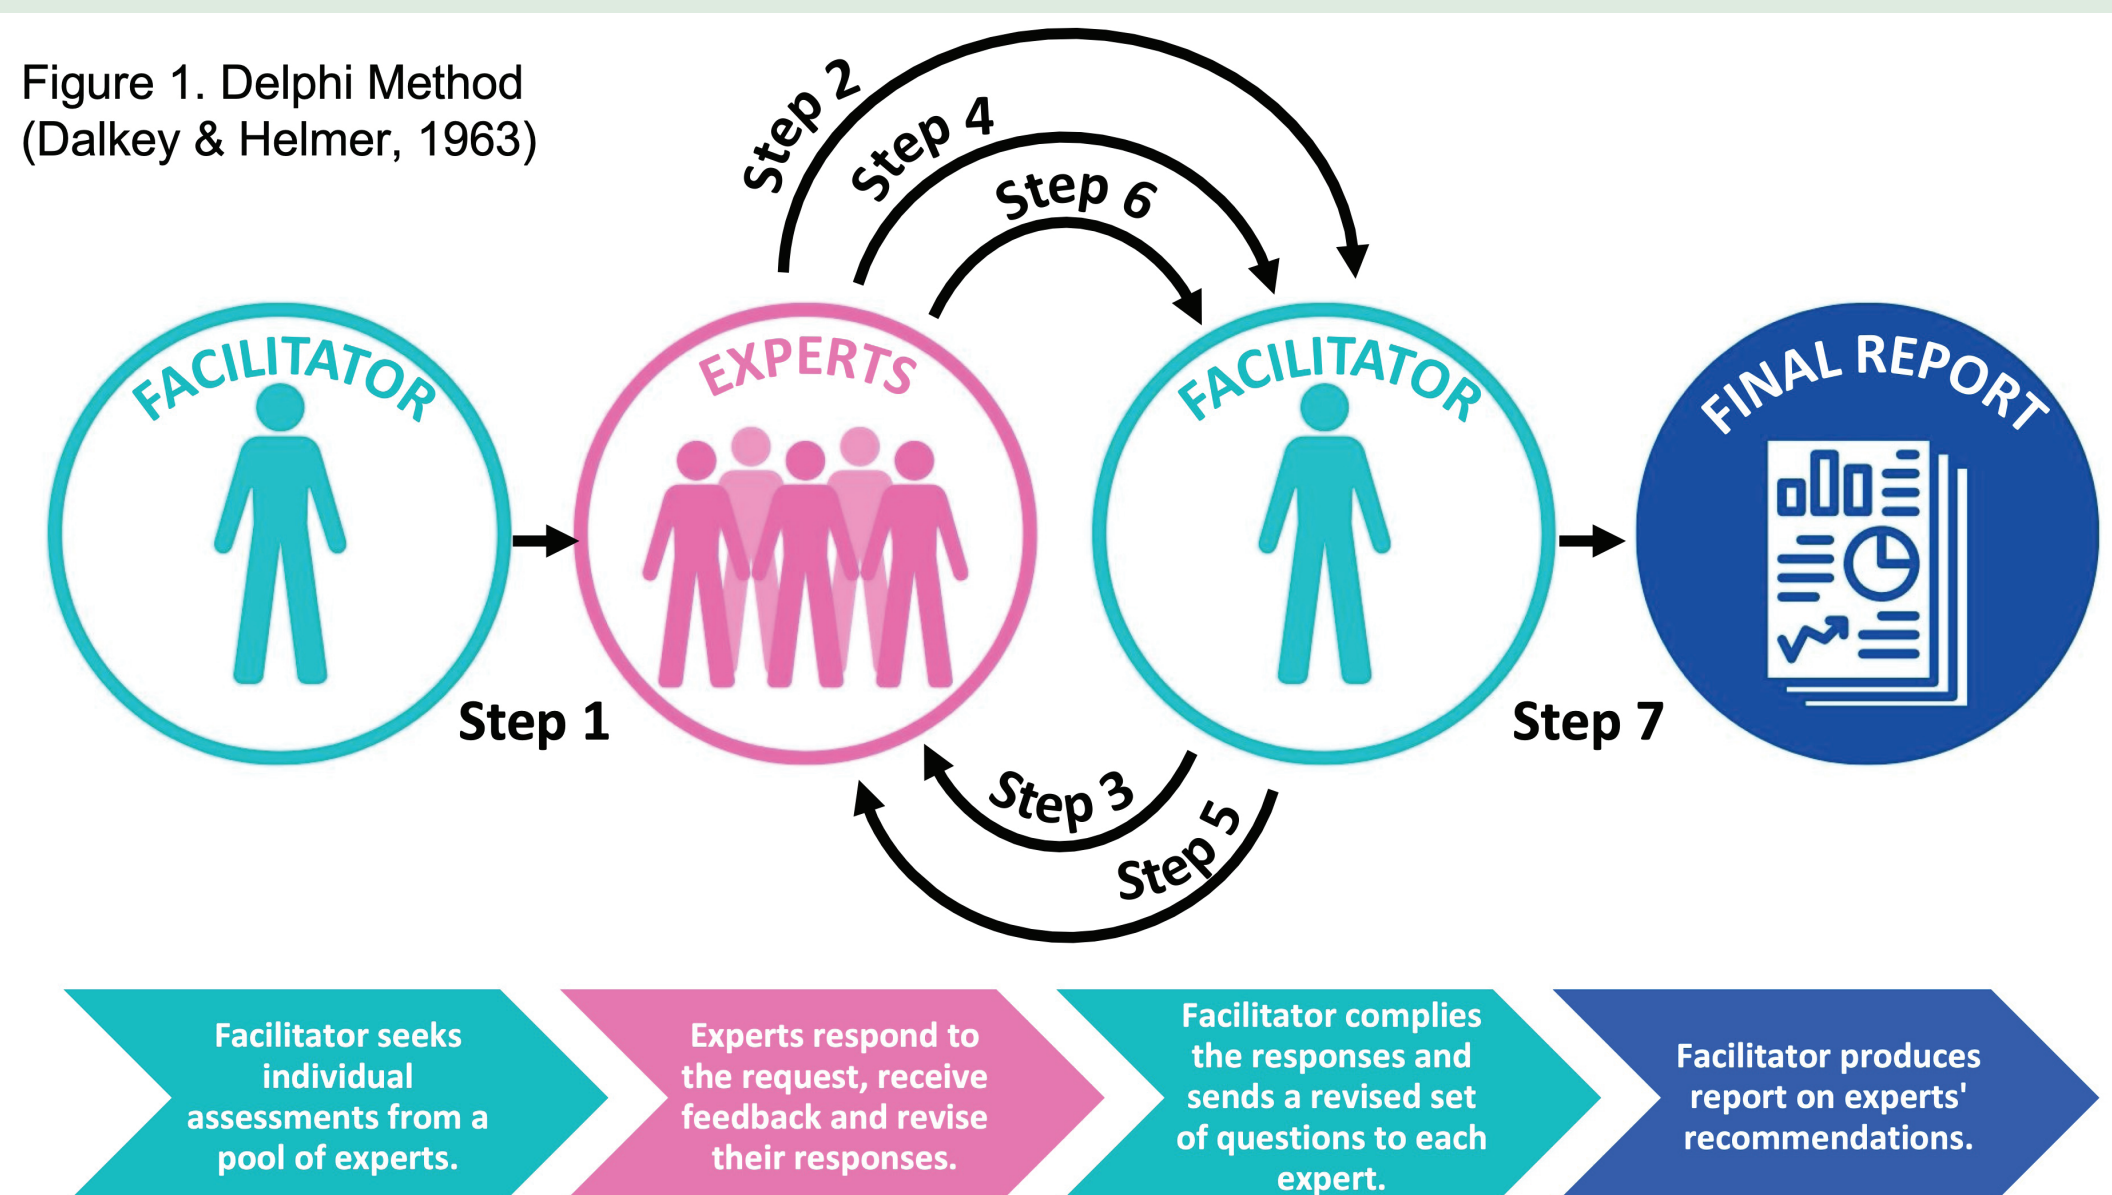 Figure 1. Delphi Method
(Dalkey & Helmer, 1963)
Step 2
Step 4
Step 6
FACILITATOR
EXPERTS
FACILITATOR
FINAL REPORT
Step 1
Step 7
Step 3
Step 5
Facilitator seeks
individual
assessments from a
pool of experts.
Experts respond to
the request, receive
feedback and revise
their responses.
Facilitator complies
the responses and
sends a revised set
of questions to each
expert.
Facilitator produces
report on experts'
recommendations.